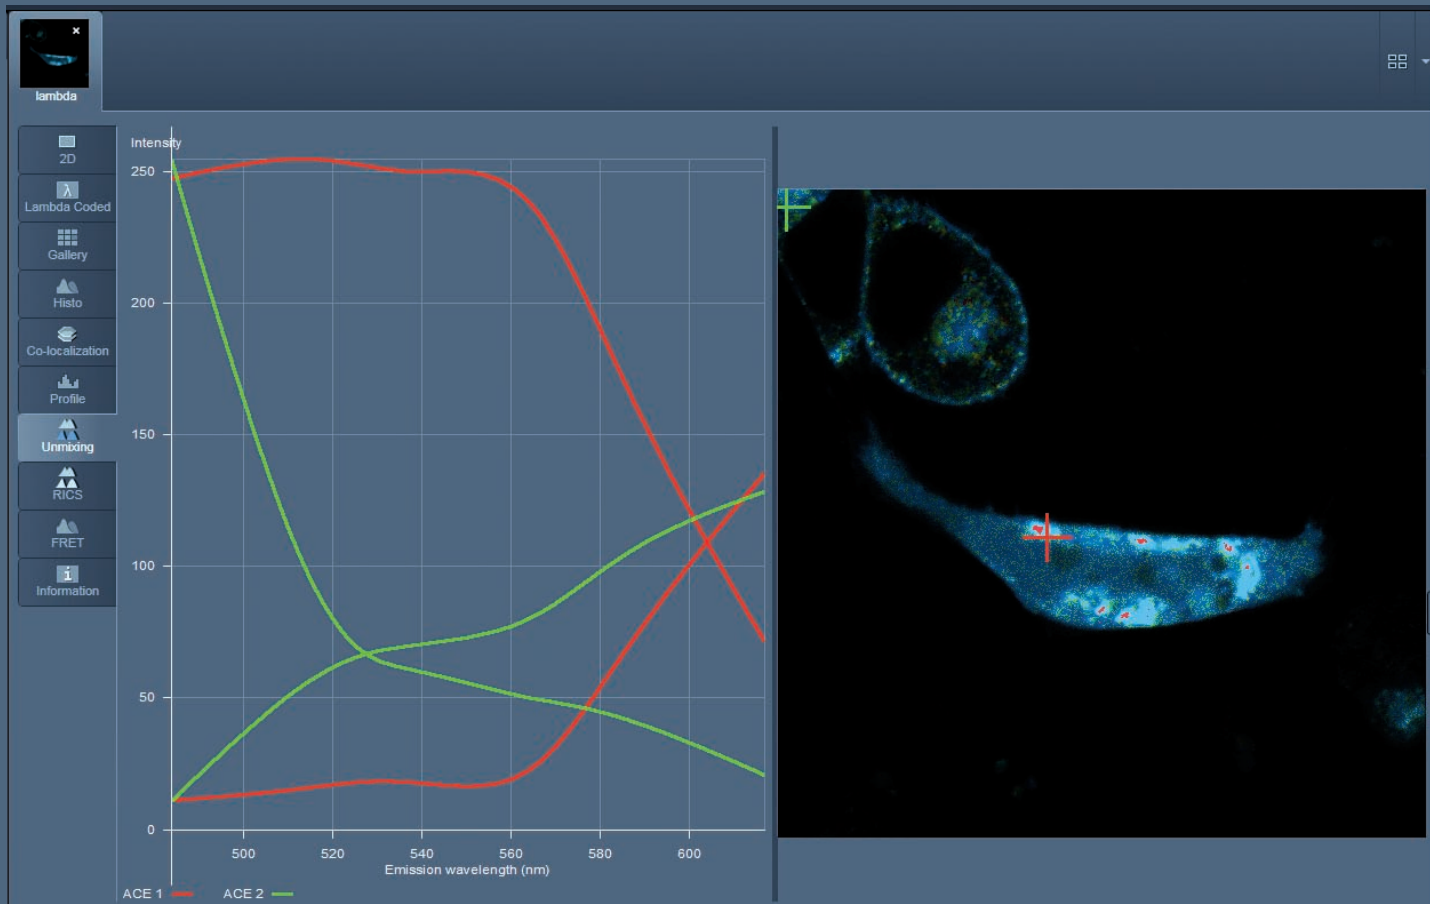 lambda
2D
λ
Lambda Coded
Gallery
Histo
Co-localization
Profile
Unmixing
RICS
FRET
i
Information
Intensity
250
200
150
100
50
0
500 520 540 560 580 600
Emission wavelength (nm)
ACE 1 ACE 2